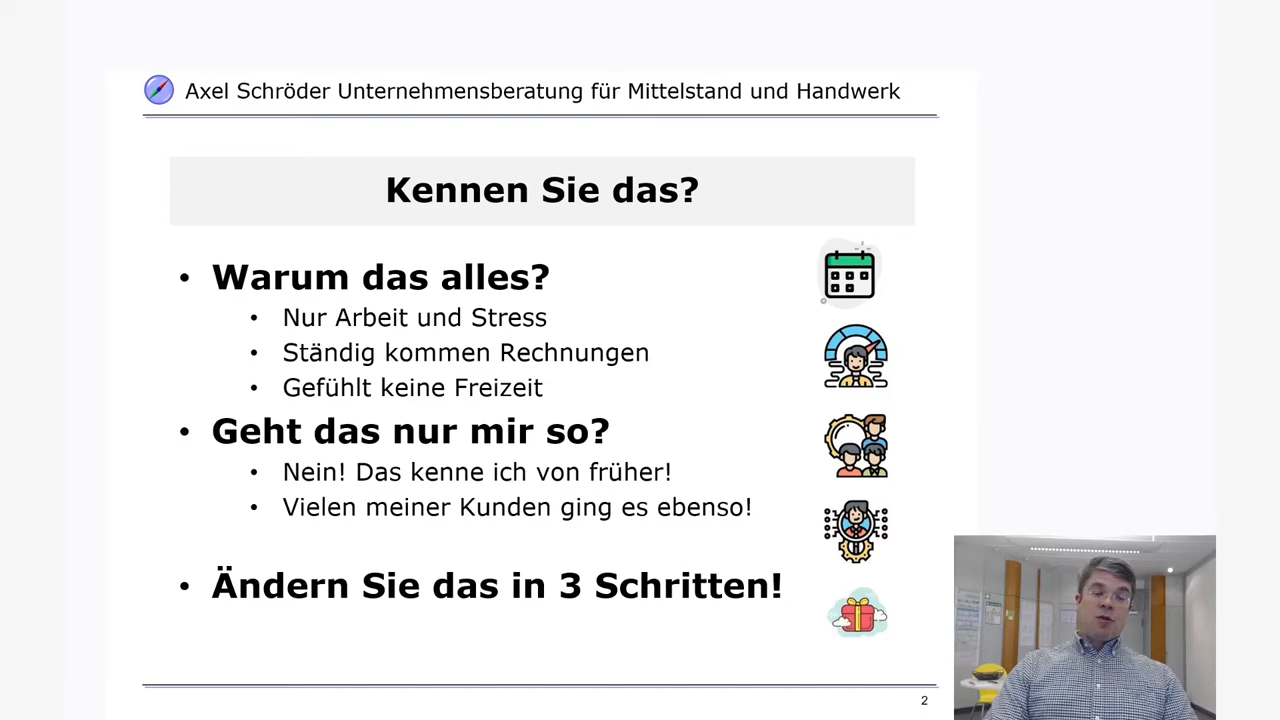 Axel Schröder Unternehmensberatung für Mittelstand und Handwerk
Kennen Sie das?
• Warum das alles?
• Nur Arbeit und Stress
• Ständig kommen Rechnungen
• Gefühlt keine Freizeit
• Geht das nur mir so?
• Nein! Das kenne ich von früher!
• Vielen meiner Kunden ging es ebenso!
• Ändern Sie das in 3 Schritten!
2